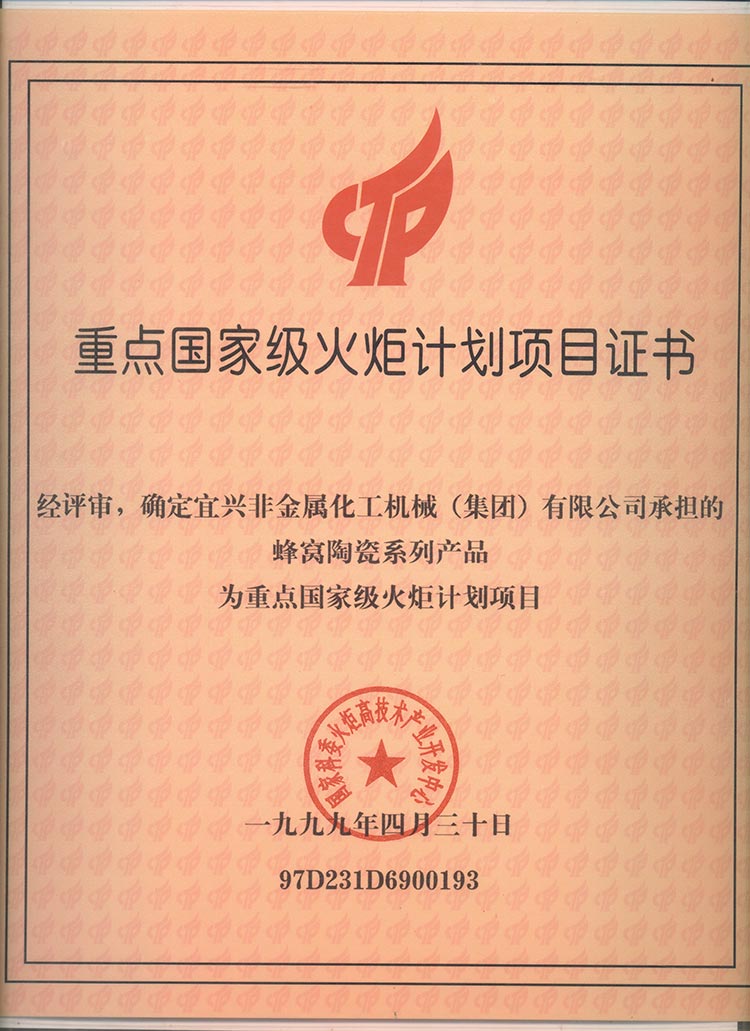 CTP
重点国家级火炬计划项目证书
经评审，确定宜兴非金属化工机械（集团）有限公司承担的
蜂窝陶瓷系列产品
为重点国家级火炬计划项目
国家科委火炬高技术产业开发中心
一九九九年四月三十日
97D231D6900193